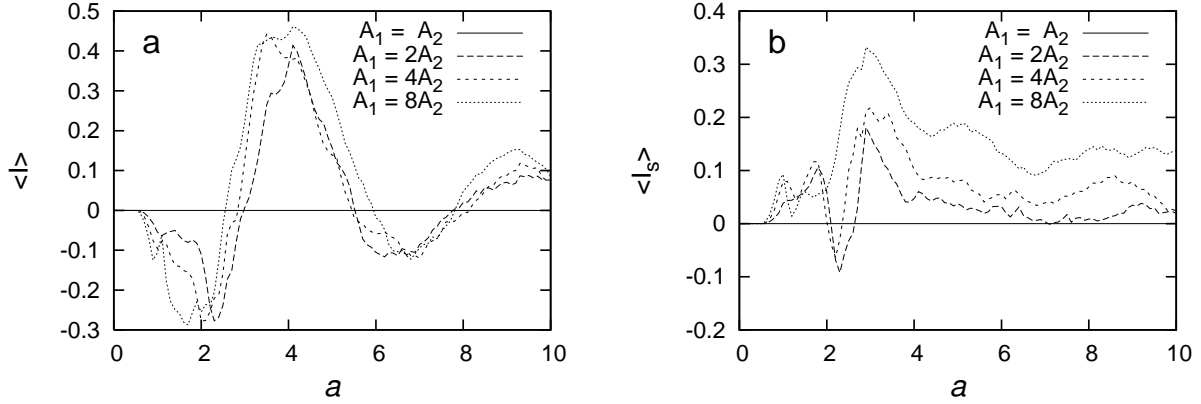 a
A1 = A2
A1 = 2A2
A1 = 4A2
A1 = 8A2
0.5
0.4
0.3
0.2
0.1
0
-0.1
-0.2
-0.3
<I>
0 2 4 6 8 10
a
b
A1 = A2
A1 = 2A2
A1 = 4A2
A1 = 8A2
0.4
0.3
0.2
0.1
0
-0.1
-0.2
<Is>
0 2 4 6 8 10
a